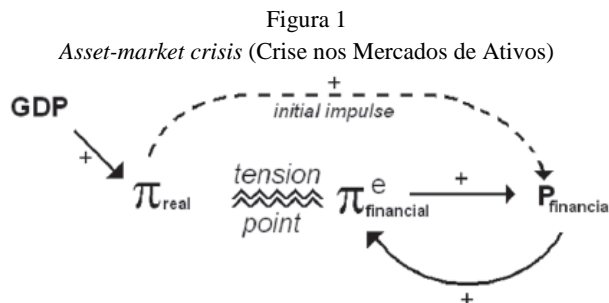 Figura 1
Asset-market crisis (Crise nos Mercados de Ativos)
+
GDP
initial impulse
+
tension
π real
π e financial
+
P financia
point
+